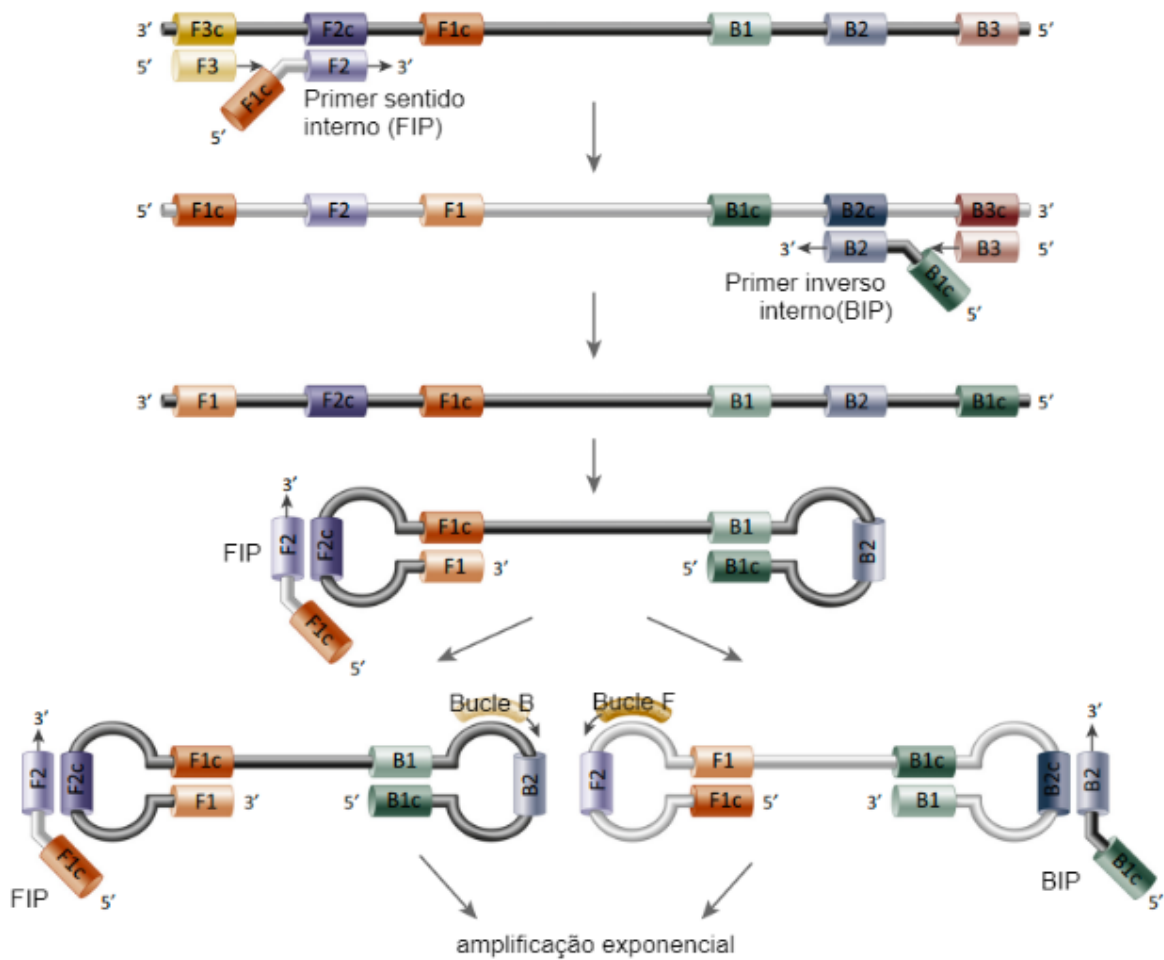 3′ F3c F2c F1c B1 B2 B3 5′
5′ F3 F2 3′
F1c
5′
Primer sentido
interno (FIP)
5′ F1c F2 F1 B1c B2c B3c 3′
3′ B2 B3 5′
B1c
5′
Primer inverso
interno(BIP)
3′ F1 F2c F1c B1 B2 B1c 5′
3′
FIP F2 F2c F1c B1 B2
F1 3′ 5′ B1c
F1c
5′
Bucle B Bucle F
3′ 3′
F2 F2c F1c B1 B2 F2 F1 B1c B2c B2
F1 3′ 5′ B1c F1c 5′ 3′ B1
F1c B1c
FIP 5′ BIP 5′
amplificação exponencial